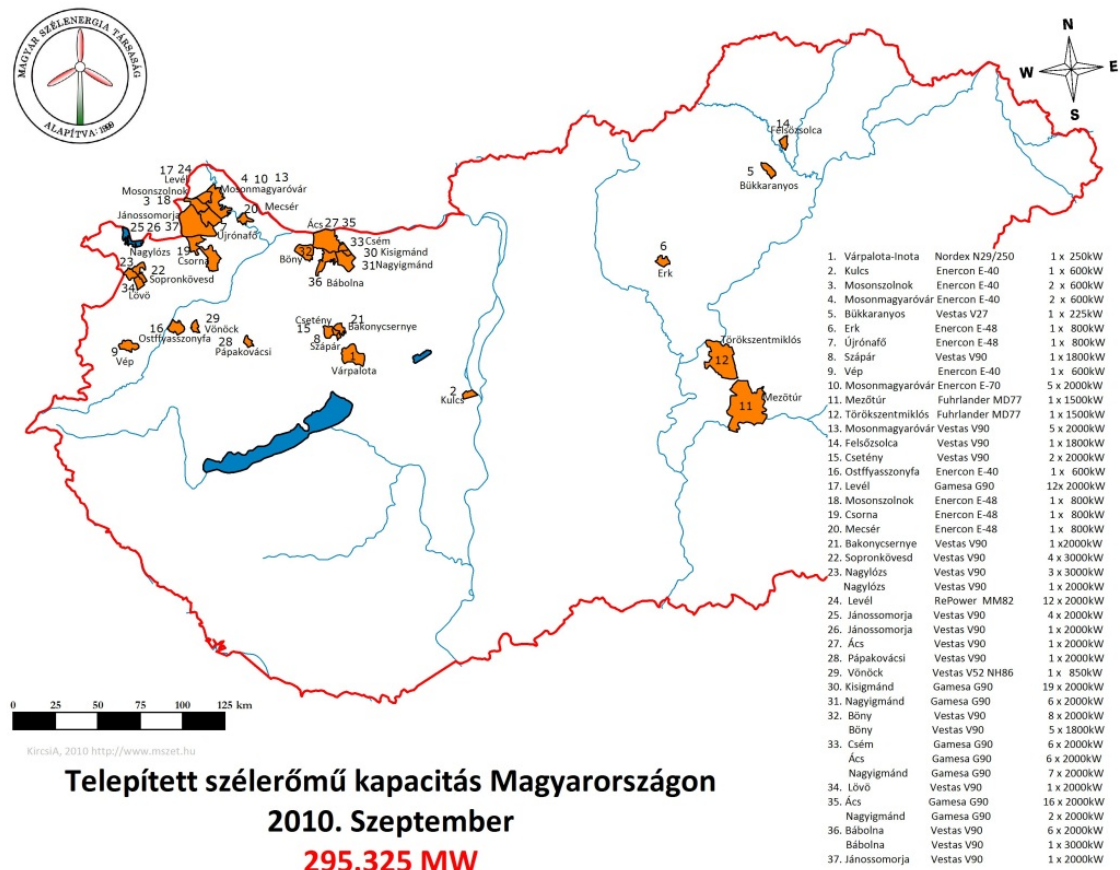 MAGYAR SZÉLENERGIA TÁRSASÁG
ALAPÍTVA: 1999
N
W E
S
14
Felsőzsolca
5
Bükkaranyos
17 24
Levél
4 10 13
Mosonszolnok
Mosonmagyaróvár
3 18
20 Mecsér
Jánossomorja
25 26 37
7
Újrónafő
Nagylózs
19
Csorna
23
22
Sopronkövesd
34
Lövő
Ács 27 35
33 Csém
32
Böny
30 Kisigmánd
31 Nagyigmánd
36 Bábolna
6
Erk
16
Ostffyasszonyfa
29
Vönöck
28
Pápakovácsi
9
Vép
Csetény
15
21
Bakonycsernye
8
Szápár
1
Várpalota
2
Kulcs
Törökszentmiklós
12
11
Mezőtúr
1. Várpalota-Inota Nordex N29/250 1 x 250kW
2. Kulcs Enercon E-40 1 x 600kW
3. Mosonszolnok Enercon E-40 2 x 600kW
4. Mosonmagyaróvár Enercon E-40 2 x 600kW
5. Bükkaranyos Vestas V27 1 x 225kW
6. Erk Enercon E-48 1 x 800kW
7. Újrónafő Enercon E-48 1 x 800kW
8. Szápár Vestas V90 1 x 1800kW
9. Vép Enercon E-40 1 x 600kW
10. Mosonmagyaróvár Enercon E-70 5 x 2000kW
11. Mezőtúr Fuhrlander MD77 1 x 1500kW
12. Törökszentmiklós Fuhrlander MD77 1 x 1500kW
13. Mosonmagyaróvár Vestas V90 5 x 2000kW
14. Felsőzsolca Vestas V90 1 x 1800kW
15. Csetény Vestas V90 2 x 2000kW
16. Ostffyasszonyfa Enercon E-40 1 x 600kW
17. Levél Gamesa G90 12x 2000kW
18. Mosonszolnok Enercon E-48 1 x 800kW
19. Csorna Enercon E-48 1 x 800kW
20. Mecsér Enercon E-48 1 x 800kW
21. Bakonycsernye Vestas V90 1 x2000kW
22. Sopronkövesd Vestas V90 4 x 3000kW
23. Nagylózs Vestas V90 3 x 3000kW
Nagylózs Vestas V90 1 x 2000kW
24. Levél RePower MM82 12 x 2000kW
25. Jánossomorja Vestas V90 4 x 2000kW
26. Jánossomorja Vestas V90 1 x 2000kW
27. Ács Vestas V90 1 x 2000kW
28. Pápakovácsi Vestas V90 1 x 2000kW
29. Vönöck Vestas V52 NH86 1 x 850kW
30. Kisigmánd Gamesa G90 19 x 2000kW
31. Nagyigmánd Gamesa G90 6 x 2000kW
32. Böny Vestas V90 8 x 2000kW
Böny Vestas V90 5 x 1800kW
33. Csém Gamesa G90 6 x 2000kW
Ács Gamesa G90 6 x 2000kW
Nagyigmánd Gamesa G90 7 x 2000kW
34. Lövő Vestas V90 1 x 2000kW
35. Ács Gamesa G90 16 x 2000kW
Nagyigmánd Gamesa G90 2 x 2000kW
36. Bábolna Vestas V90 6 x 2000kW
Bábolna Vestas V90 1 x 3000kW
37. Jánossomorja Vestas V90 1 x 2000kW
0 25 50 75 100 125 km
KircsiA, 2010 http://www.mszet.hu
Telepített szélerőmű kapacitás Magyarországon
2010. Szeptember
295.325 MW